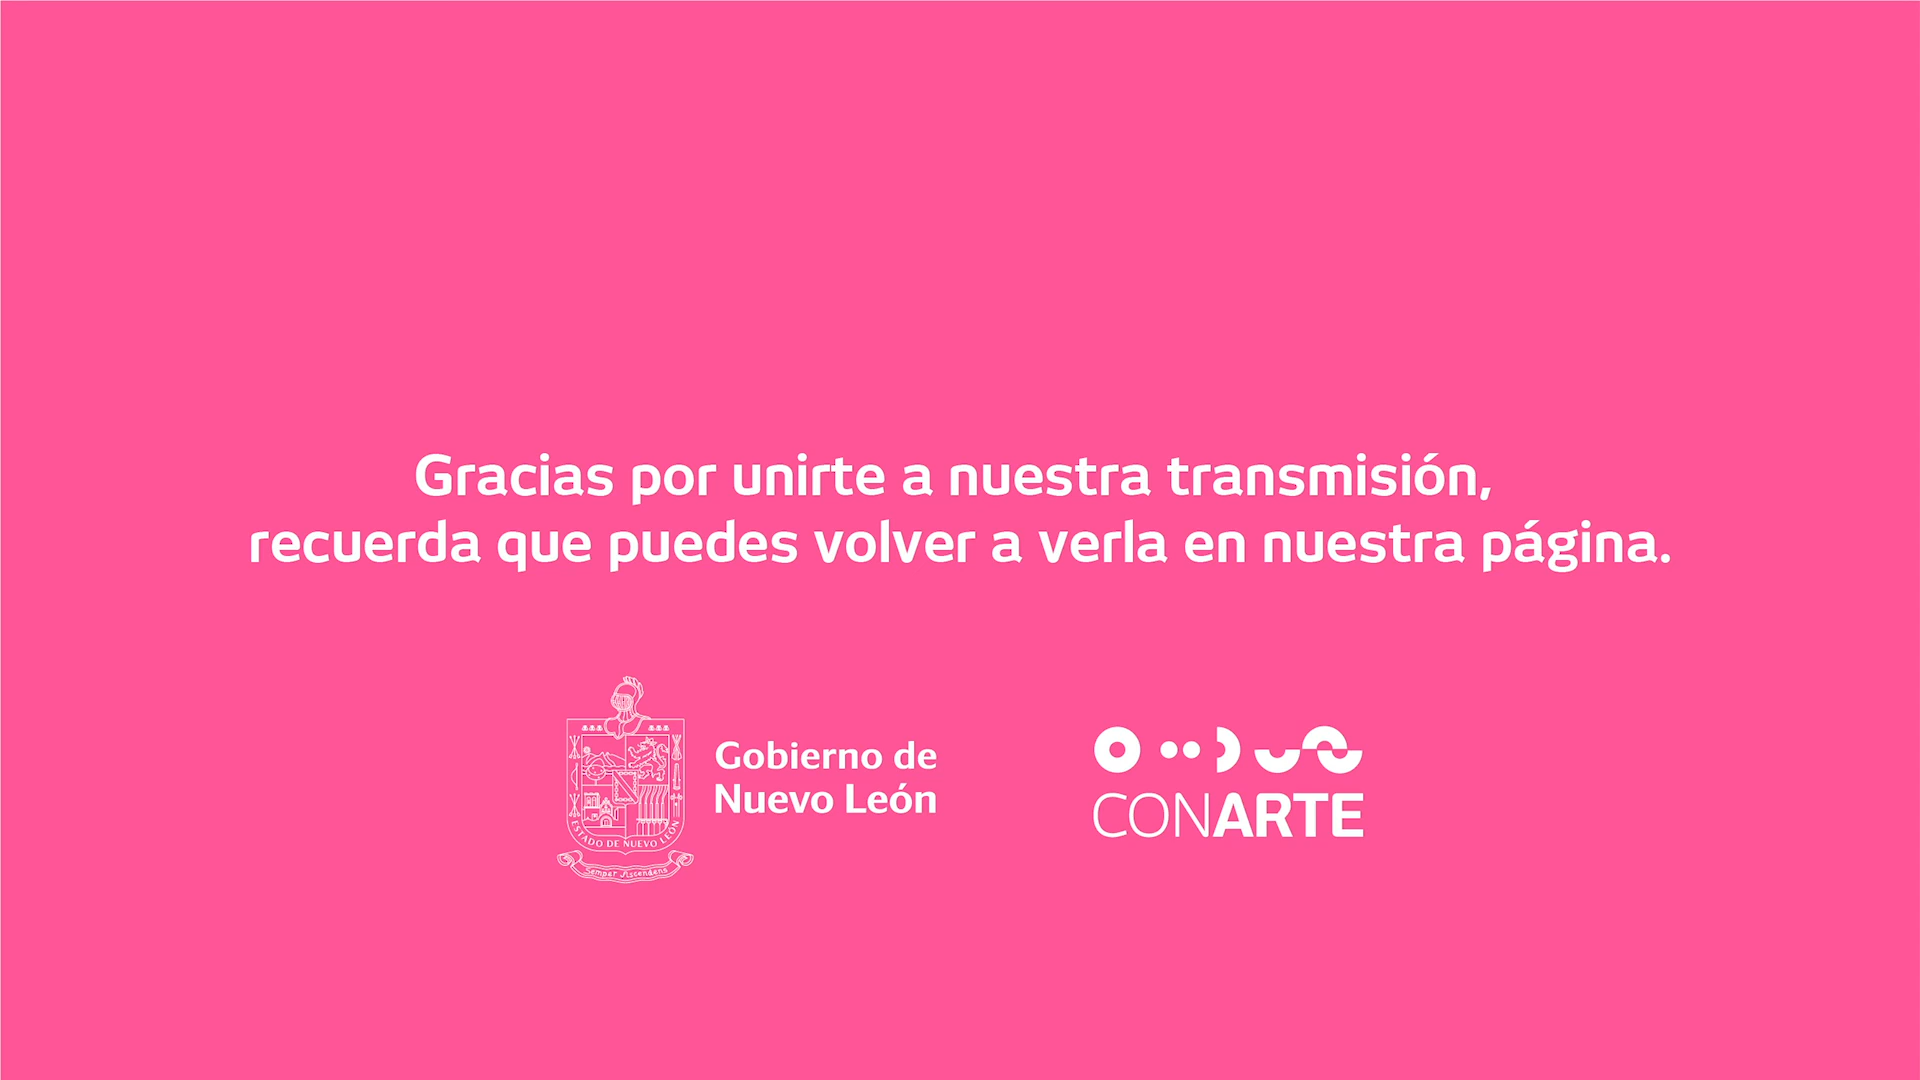 Gracias por unirte a nuestra transmisión,
recuerda que puedes volver a verla en nuestra página.
Gobierno de
Nuevo León
ESTADO DE NUEVO LEÓN
Semper Ascendens
CONARTE